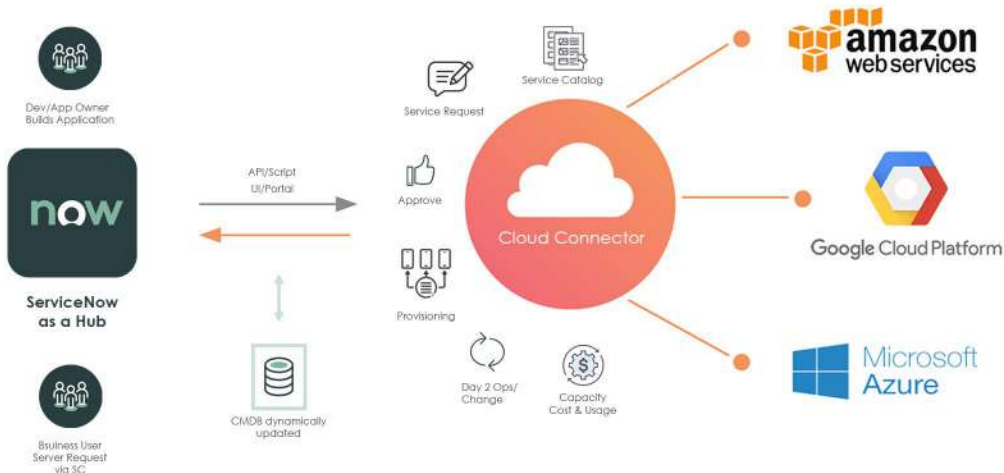 Dev/App Owner
Builds Application
now
ServiceNow
as a Hub
Bsuiness User
Server Request
via SC
API/Script
UI/Portal
CMDB dynamically
updated
Service Catalog
Service Request
Approve
Provisioning
Day 2 Ops/
Change
Capacity
Cost & Usage
Cloud Connector
amazon
web services
Google Cloud Platform
Microsoft
Azure